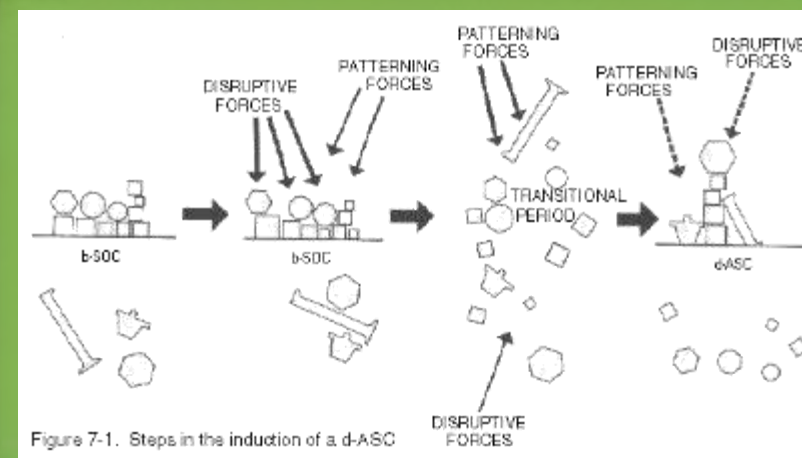 PATTERNING
FORCES
DISRUPTIVE
FORCES
PATTERNING
FORCES
PATTERNING
FORCES
DISRUPTIVE
FORCES
TRANSITIONAL
PERIOD
b-SOC
b-SOC
d-ASC
DISRUPTIVE
FORCES
Figure 7-1. Steps in the induction of a d-ASC